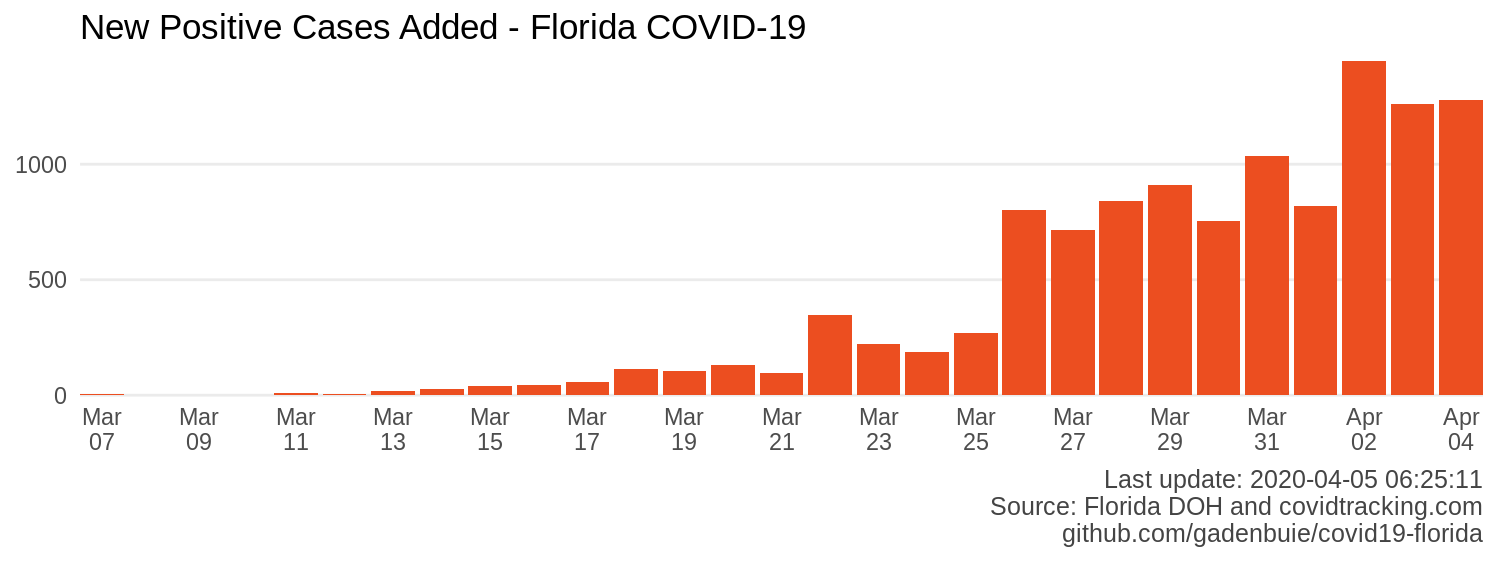 New Positive Cases Added - Florida COVID-19
1000
500
0
Mar Mar Mar Mar Mar Mar Mar Mar Mar Mar Mar Mar Mar Apr Apr
07 09 11 13 15 17 19 21 23 25 27 29 31 02 04
Last update: 2020-04-05 06:25:11
Source: Florida DOH and covidtracking.com
github.com/gadenbuie/covid19-florida